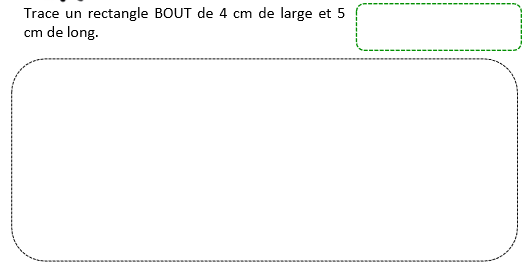 Trace un rectangle BOUT de 4 cm de large et 5
cm de long.